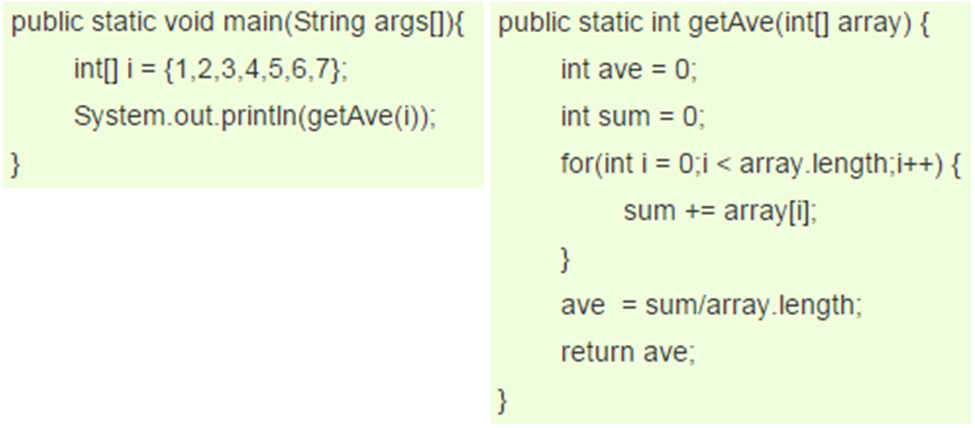 public static void main(String args[]){
int[] i = {1,2,3,4,5,6,7};
System.out.println(getAve(i));
}
public static int getAve(int[] array) {
int ave = 0;
int sum = 0;
for(int i = 0;i < array.length;i++) {
sum += array[i];
}
ave  = sum/array.length;
return ave;
}